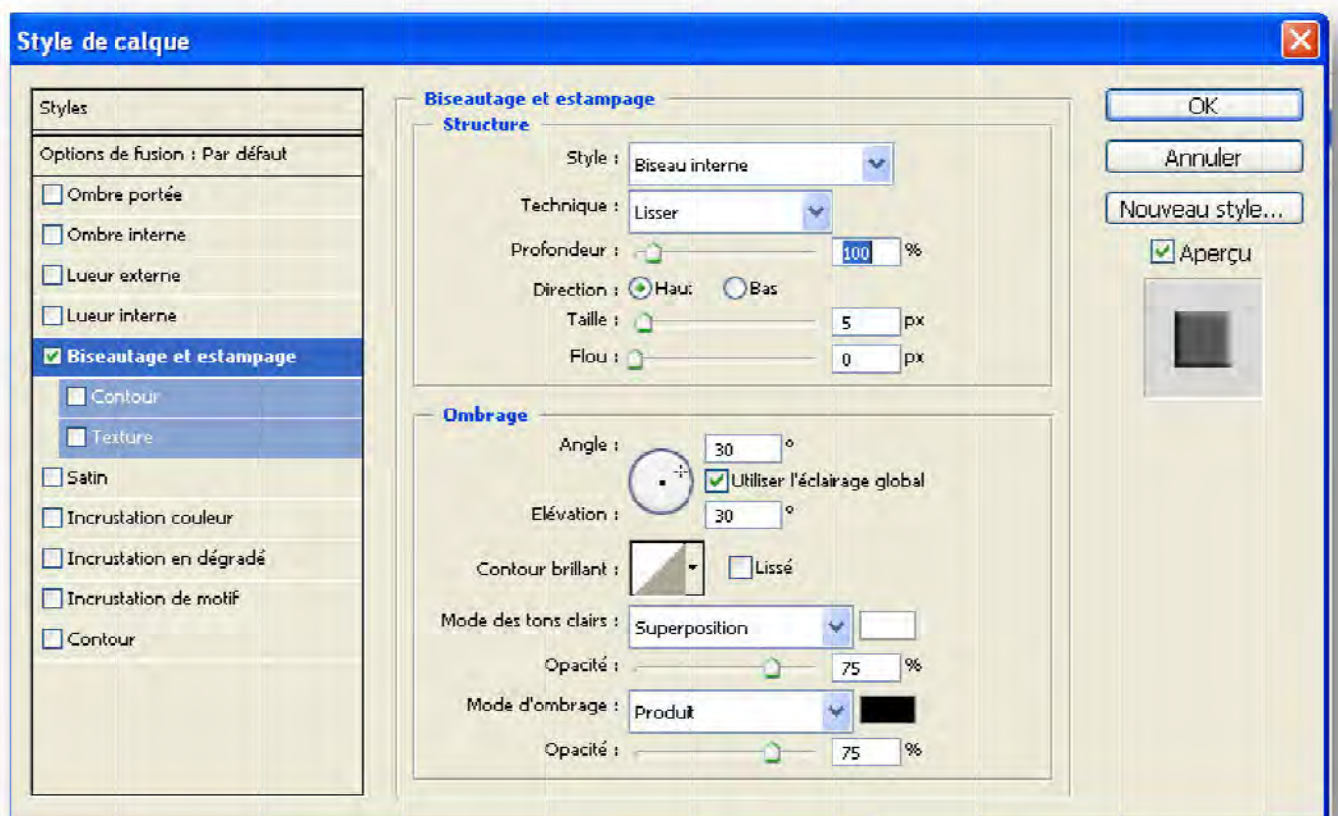 Style de calque
Styles
Options de fusion : Par défaut
Ombre portée
Ombre interne
Lueur externe
Lueur interne
Biseautage et estampage
Contour
Texture
Satin
Incrustation couleur
Incrustation en dégradé
Incrustation de motif
Contour
Biseautage et estampage
Structure
Style : Biseau interne
Technique : Lisser
Profondeur : 100 %
Direction : Haut Bas
Taille : 5 px
Flou : 0 px
Ombrage
Angle : 30 °
Utiliser l'éclairage global
Elévation : 30 °
Contour brillant : Lissé
Mode des tons clairs : Superposition
Opacité : 75 %
Mode d'ombrage : Produit
Opacité : 75 %
OK
Annuler
Nouveau style...
Aperçu